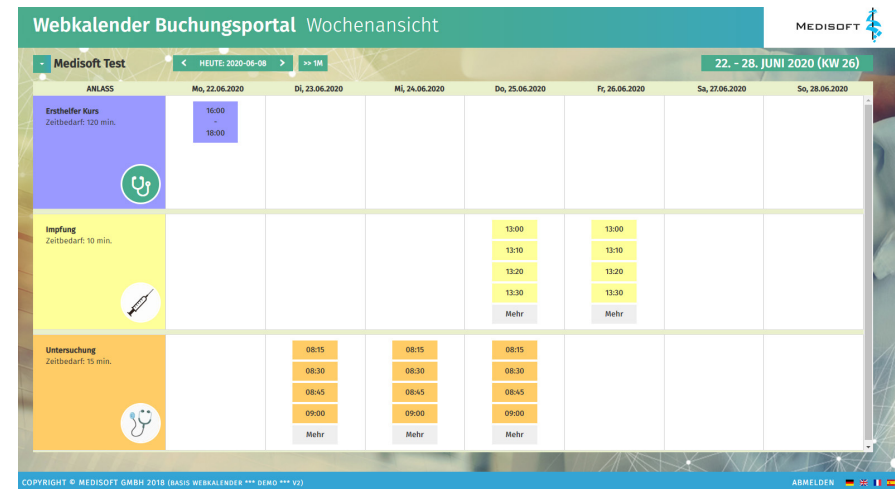 Webkalender Buchungsportal Wochenansicht
MEDISOFT
- Medisoft Test < HEUTE: 2020-06-08 > >> 1M 22. - 28. JUNI 2020 (KW 26)
ANLASS Mo, 22.06.2020 Di, 23.06.2020 Mi, 24.06.2020 Do, 25.06.2020 Fr, 26.06.2020 Sa, 27.06.2020 So, 28.06.2020
Ersthelfer Kurs
Zeitbedarf: 120 min.
16:00
-
18:00
Impfung
Zeitbedarf: 10 min.
13:00 13:00
13:10 13:10
13:20 13:20
13:30 13:30
Mehr Mehr
Untersuchung
Zeitbedarf: 15 min.
08:15 08:15 08:15
08:30 08:30 08:30
08:45 08:45 08:45
09:00 09:00 09:00
Mehr Mehr Mehr
COPYRIGHT © MEDISOFT GMBH 2018 (BASIS WEBKALENDER *** DEMO *** V2) ABMELDEN